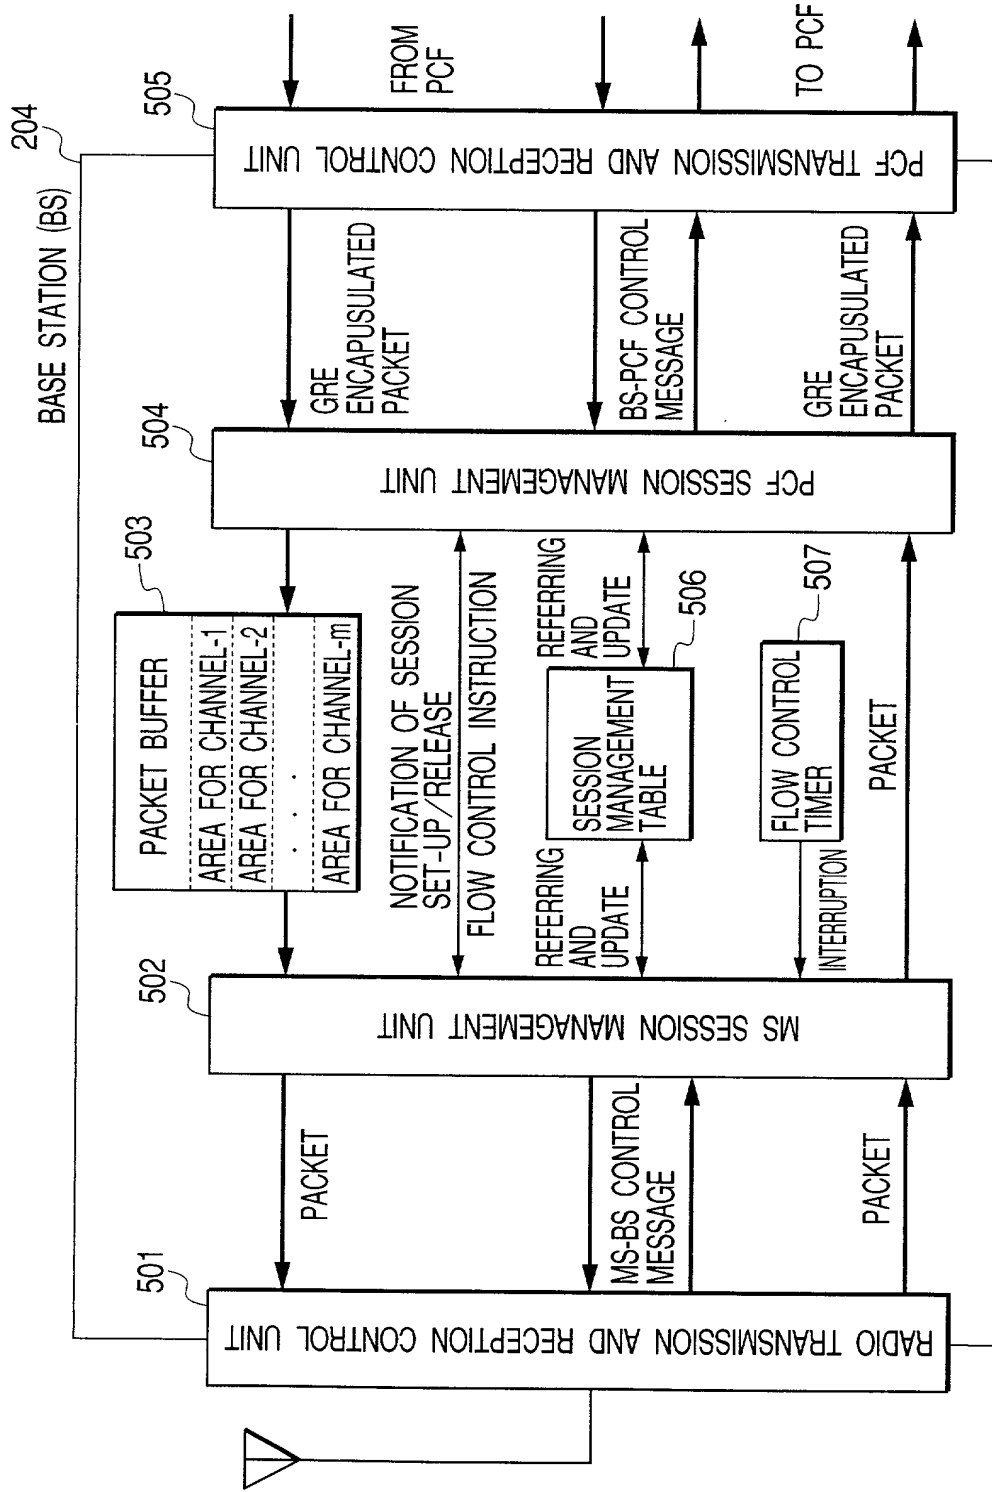 BASE STATION (BS)
204
501
RADIO TRANSMISSION AND RECEPTION CONTROL UNIT
PACKET
MS-BS CONTROL
MESSAGE
PACKET
502
MS SESSION MANAGEMENT UNIT
503
PACKET BUFFER
AREA FOR CHANNEL-1
AREA FOR CHANNEL-2
. . .
AREA FOR CHANNEL-m
NOTIFICATION OF SESSION
SET-UP/RELEASE
FLOW CONTROL INSTRUCTION
REFERRING
AND
UPDATE
SESSION
MANAGEMENT
TABLE
506
REFERRING
AND
UPDATE
INTERRUPTION
FLOW CONTROL
TIMER
507
PACKET
504
PCF SESSION MANAGEMENT UNIT
GRE
ENCAPUSULATED
PACKET
BS-PCF CONTROL
MESSAGE
GRE
ENCAPUSULATED
PACKET
505
PCF TRANSMISSION AND RECEPTION CONTROL UNIT
FROM
PCF
TO PCF